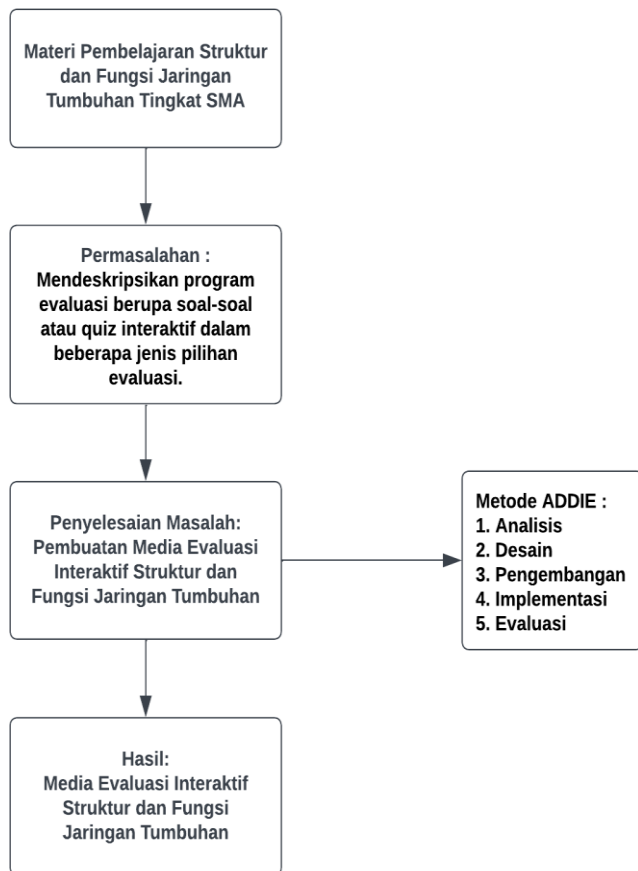 Materi Pembelajaran Struktur
dan Fungsi Jaringan
Tumbuhan Tingkat SMA
Permasalahan :
Mendeskripsikan program
evaluasi berupa soal-soal
atau quiz interaktif dalam
beberapa jenis pilihan
evaluasi.
Penyelesaian Masalah:
Pembuatan Media Evaluasi
Interaktif Struktur dan
Fungsi Jaringan Tumbuhan
Metode ADDIE :
1. Analisis
2. Desain
3. Pengembangan
4. Implementasi
5. Evaluasi
Hasil:
Media Evaluasi Interaktif
Struktur dan Fungsi
Jaringan Tumbuhan